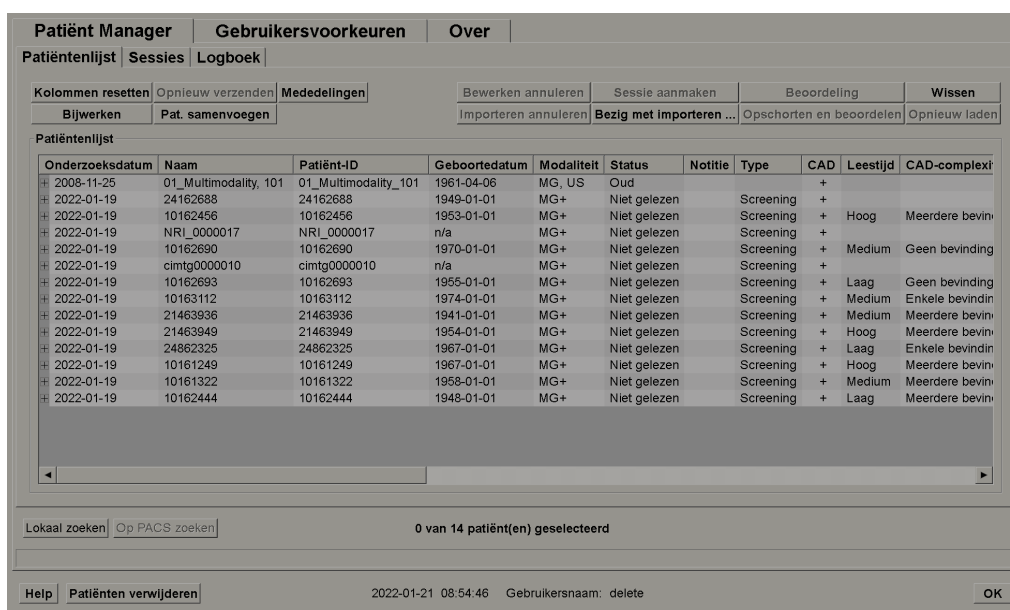 Patiënt Manager Gebruikersvoorkeuren Over
Patiëntenlijst Sessies Logboek
Kolommen resetten Opnieuw verzenden Mededelingen Bewerken annuleren Sessie aanmaken Beoordeling Wissen
Bijwerken Pat. samenvoegen Importeren annuleren Bezig met importeren ... Opschorten en beoordelen Opnieuw laden
Patiëntenlijst
Onderzoeksdatum Naam Patiënt-ID Geboortedatum Modaliteit Status Notitie Type CAD Leestijd CAD-complexit
+ 2008-11-25 01_Multimodality, 101 01_Multimodality_101 1961-04-06 MG, US Oud +
+ 2022-01-19 24162688 24162688 1949-01-01 MG+ Niet gelezen Screening +
+ 2022-01-19 10162456 10162456 1953-01-01 MG+ Niet gelezen Screening + Hoog Meerdere bevin
+ 2022-01-19 NRI_0000017 NRI_0000017 n/a MG+ Niet gelezen Screening +
+ 2022-01-19 10162690 10162690 1970-01-01 MG+ Niet gelezen Screening + Medium Geen bevinding
+ 2022-01-19 cimtg0000010 cimtg0000010 n/a MG+ Niet gelezen Screening +
+ 2022-01-19 10162693 10162693 1955-01-01 MG+ Niet gelezen Screening + Laag Geen bevinding
+ 2022-01-19 10163112 10163112 1974-01-01 MG+ Niet gelezen Screening + Medium Enkele bevindin
+ 2022-01-19 21463936 21463936 1941-01-01 MG+ Niet gelezen Screening + Medium Meerdere bevin
+ 2022-01-19 21463949 21463949 1954-01-01 MG+ Niet gelezen Screening + Hoog Meerdere bevin
+ 2022-01-19 24862325 24862325 1967-01-01 MG+ Niet gelezen Screening + Laag Enkele bevindin
+ 2022-01-19 10161249 10161249 1967-01-01 MG+ Niet gelezen Screening + Hoog Meerdere bevin
+ 2022-01-19 10161322 10161322 1958-01-01 MG+ Niet gelezen Screening + Medium Meerdere bevin
+ 2022-01-19 10162444 10162444 1948-01-01 MG+ Niet gelezen Screening + Laag Meerdere bevin
Lokaal zoeken Op PACS zoeken 0 van 14 patiënt(en) geselecteerd
Help Patiënten verwijderen 2022-01-21 08:54:46 Gebruikersnaam: delete OK